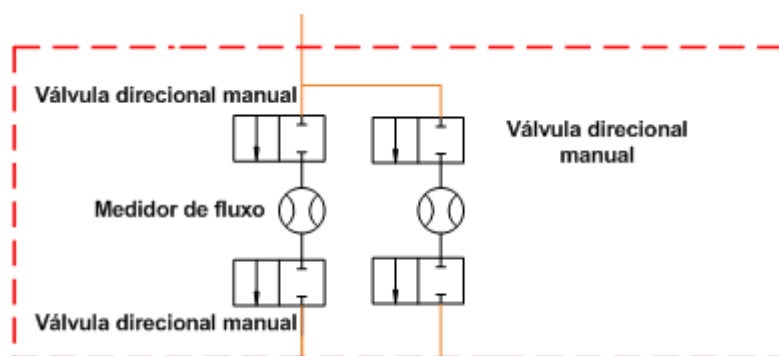 Válvula direcional manual
Válvula direcional
manual
Medidor de fluxo
Válvula direcional manual